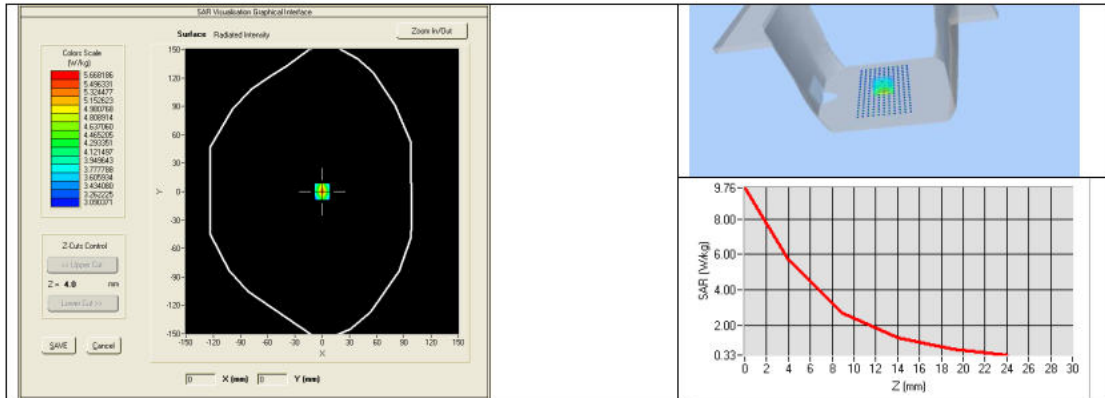 SAR Visualisation Graphical Interface
Surface Radiated Intensity
Zoom In/Out
Colors Scale
(W/kg)
5.668186
5.496331
5.324477
5.152623
4.980768
4.808914
4.637060
4.465205
4.293351
4.121497
3.949643
3.777788
3.605934
3.434080
3.262225
3.090371
Z-Cuts Control
<< Upper Cut
Z = 4.0 mm
Lower Cut >>
SAVE Cancel
150
120
90
60
30
Y 0
-30
-60
-90
-120
-150
-150 -120 -90 -60 -30 0 30 60 90 120 150
X
0 X (mm) 0 Y (mm)
9.76
8.00
6.00
4.00
2.00
0.33
SAR (W/kg)
0 2 4 6 8 10 12 14 16 18 20 22 24 26 28 30
Z (mm)